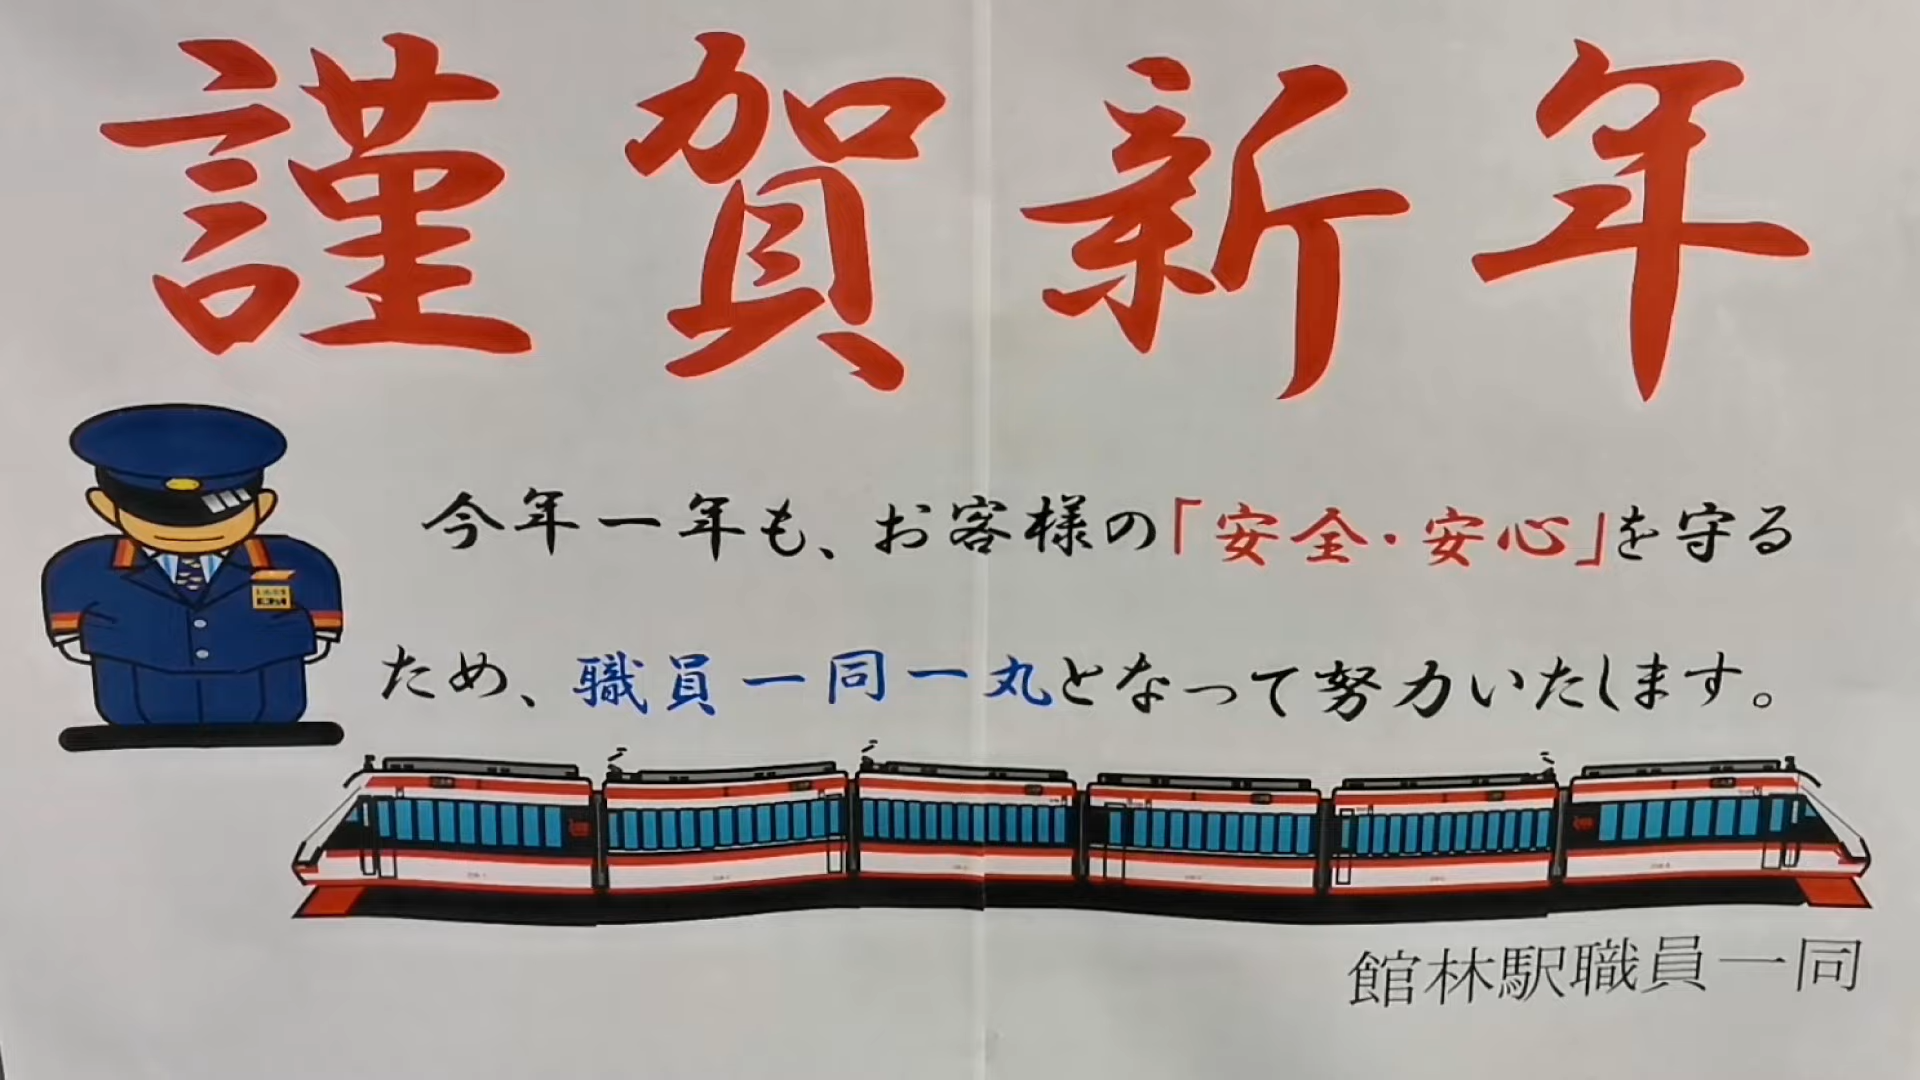 謹賀新年
今年一年も、お客様の「安全・安心」を守る
ため、職員一同一丸となって努力いたします。
館林駅職員一同